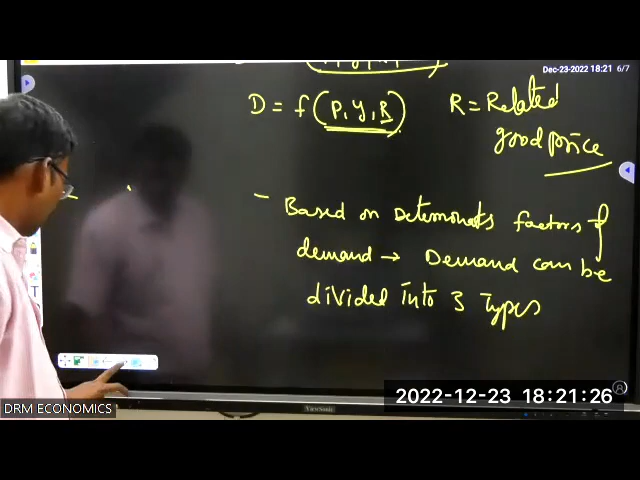 Dec-23-2022 18:21 6/7
D = f (P, Y, R) R = Related
good price
- Based on Determonats factors of
demand → Demand can be
divided into 3 Types
2022-12-23 18:21:26
DRM ECONOMICS
ViewSonic